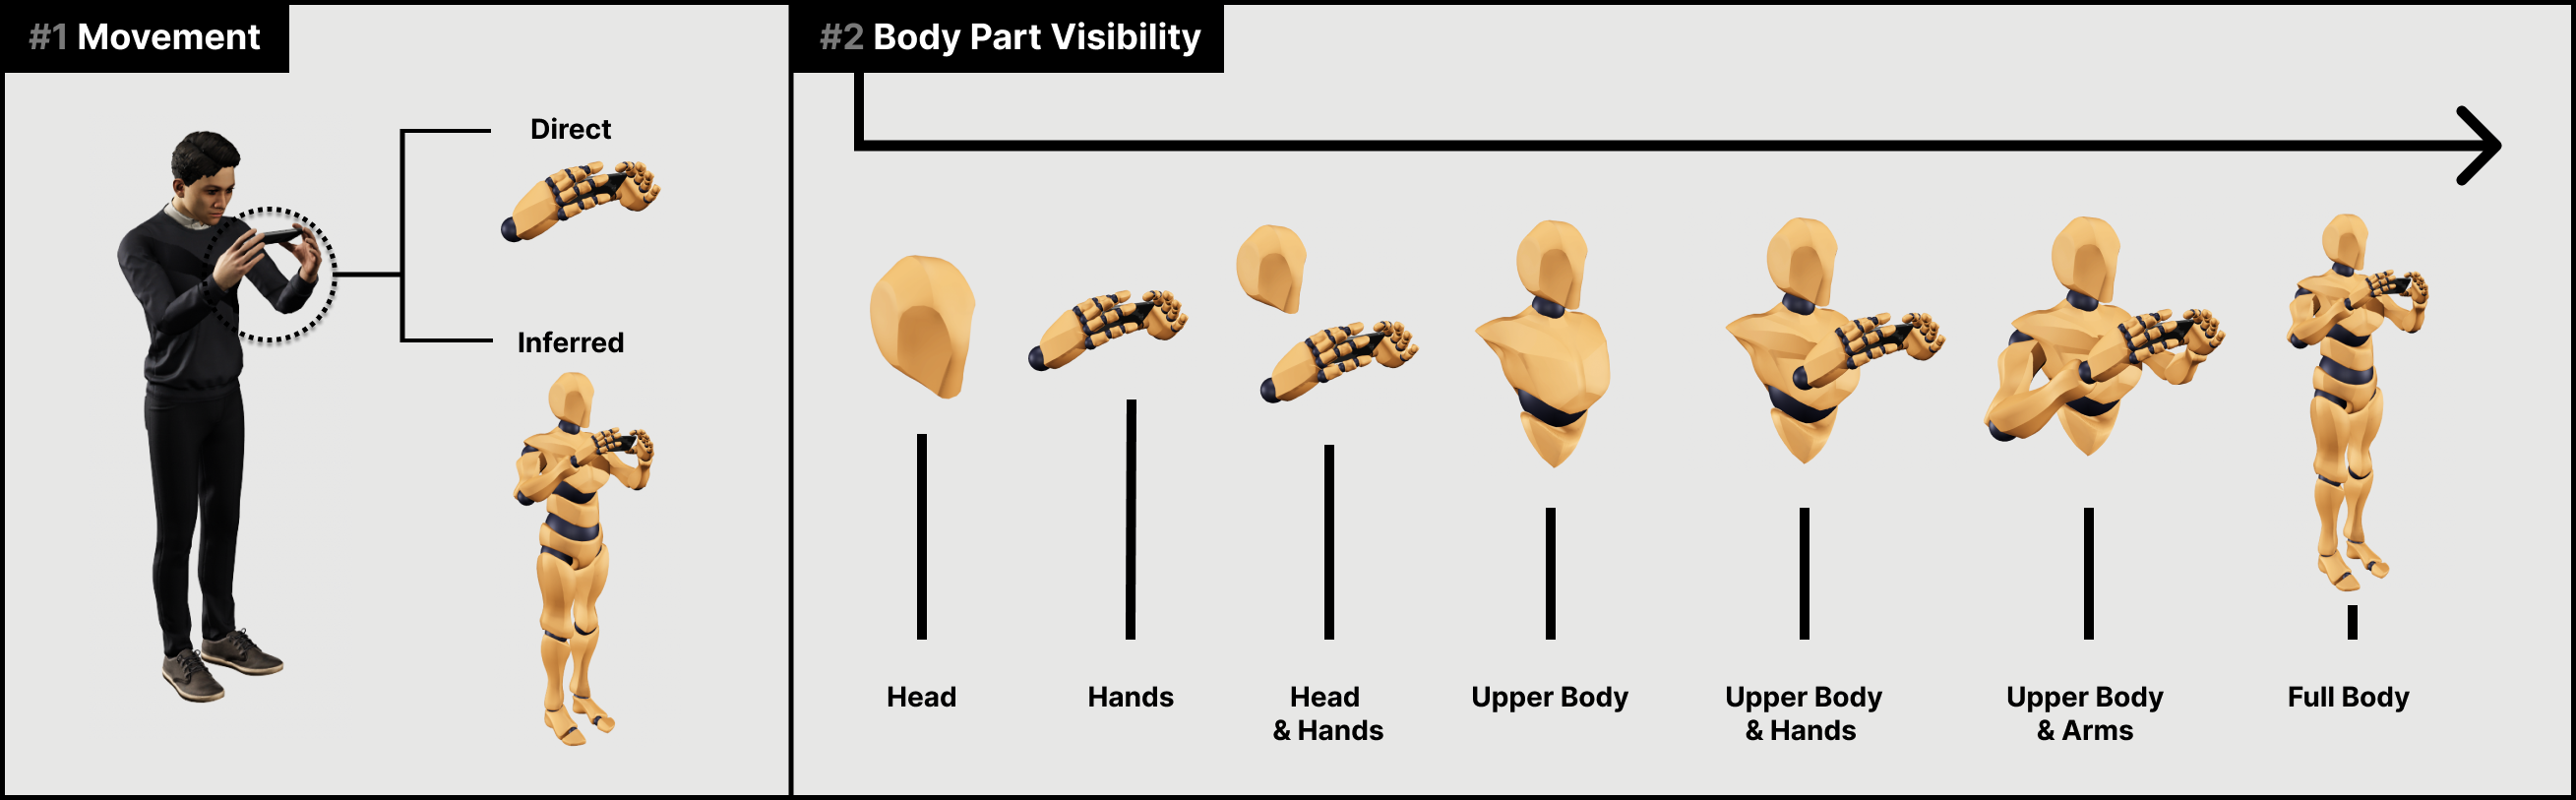 #1 Movement
Direct
Inferred
#2 Body Part Visibility
Head
Hands
Head
& Hands
Upper Body
Upper Body
& Hands
Upper Body
& Arms
Full Body